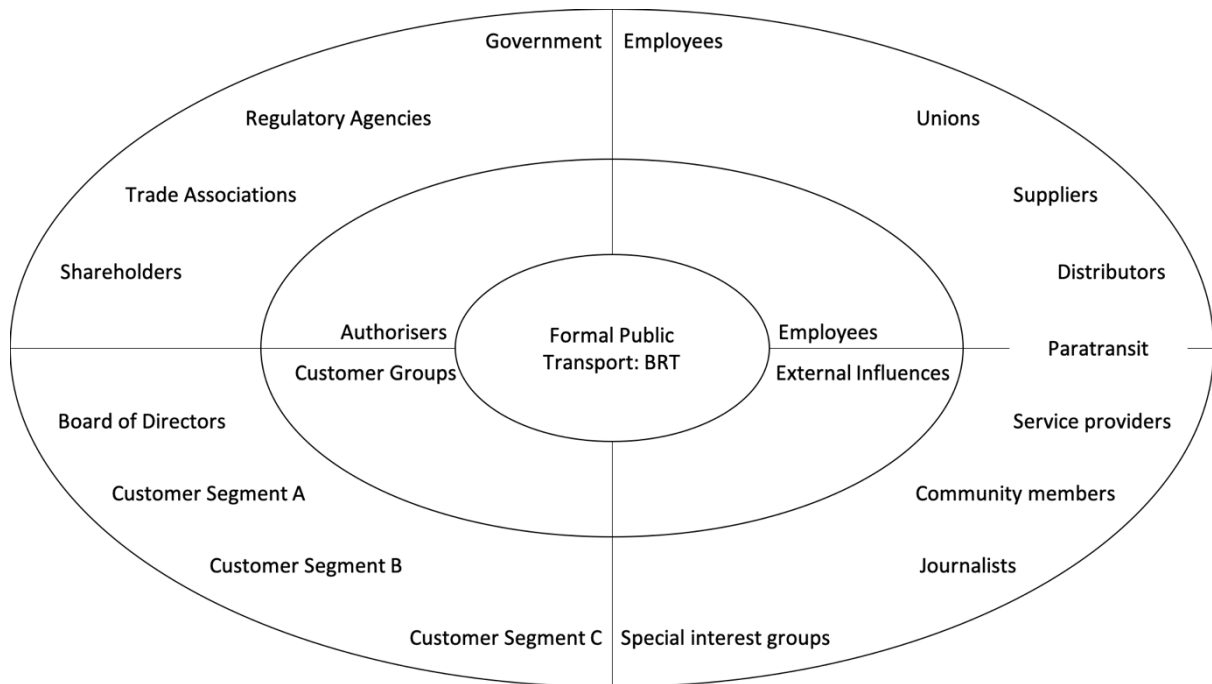 Government
Employees
Regulatory Agencies
Unions
Trade Associations
Suppliers
Shareholders
Distributors
Authorisers
Formal Public
Transport: BRT
Employees
Paratransit
Customer Groups
External Influences
Board of Directors
Service providers
Customer Segment A
Community members
Customer Segment B
Journalists
Customer Segment C
Special interest groups